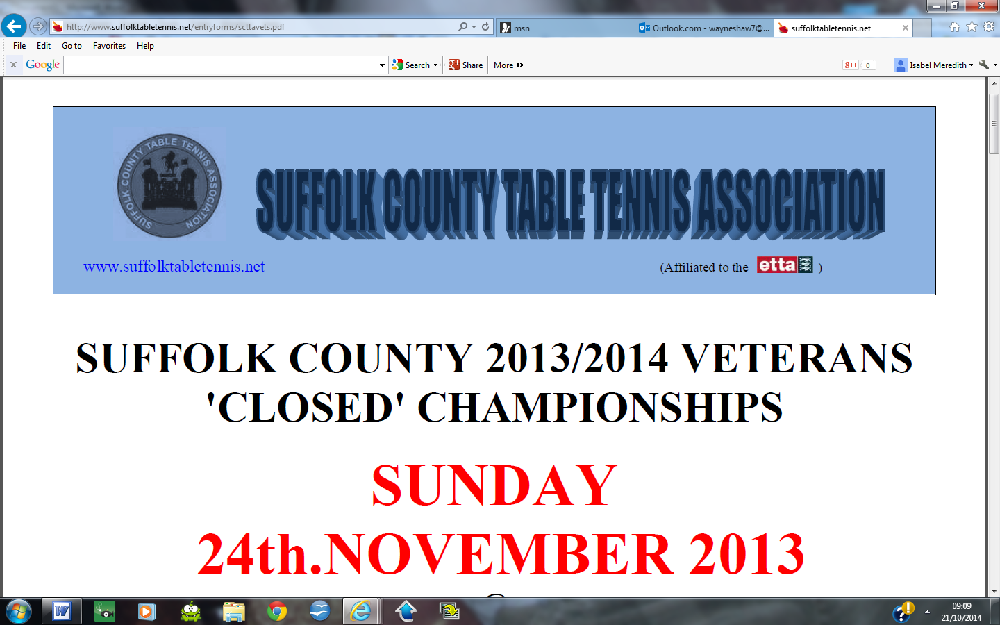 http://www.suffolktabletennis.net/entryforms/scttavets.pdf
msn
Outlook.com - wayneshaw7@...
suffolktabletennis.net
File Edit Go to Favorites Help
Google
Search
Share
More
g+1 0
Isabel Meredith
SUFFOLK COUNTY TABLE TENNIS ASSOCIATION
SUFFOLK COUNTY TABLE TENNIS ASSOCIATION
www.suffolktabletennis.net
(Affiliated to the etta )
SUFFOLK COUNTY 2013/2014 VETERANS
'CLOSED' CHAMPIONSHIPS
SUNDAY
24th.NOVEMBER 2013
09:09
21/10/2014